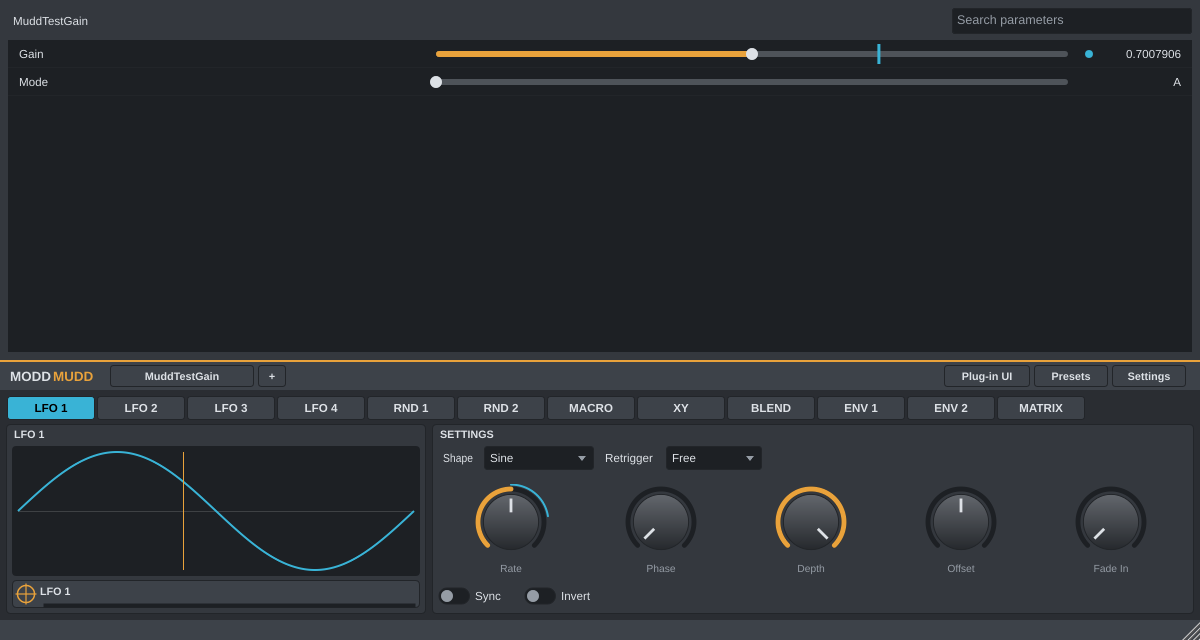 MuddTestGain
Search parameters
Gain
0.7007906
Mode
A
MODDMUDD
MuddTestGain
+
Plug-in UI
Presets
Settings
LFO 1
LFO 2
LFO 3
LFO 4
RND 1
RND 2
MACRO
XY
BLEND
ENV 1
ENV 2
MATRIX
LFO 1
SETTINGS
Shape
Sine
Retrigger
Free
Rate
Phase
Depth
Offset
Fade In
LFO 1
Sync
Invert